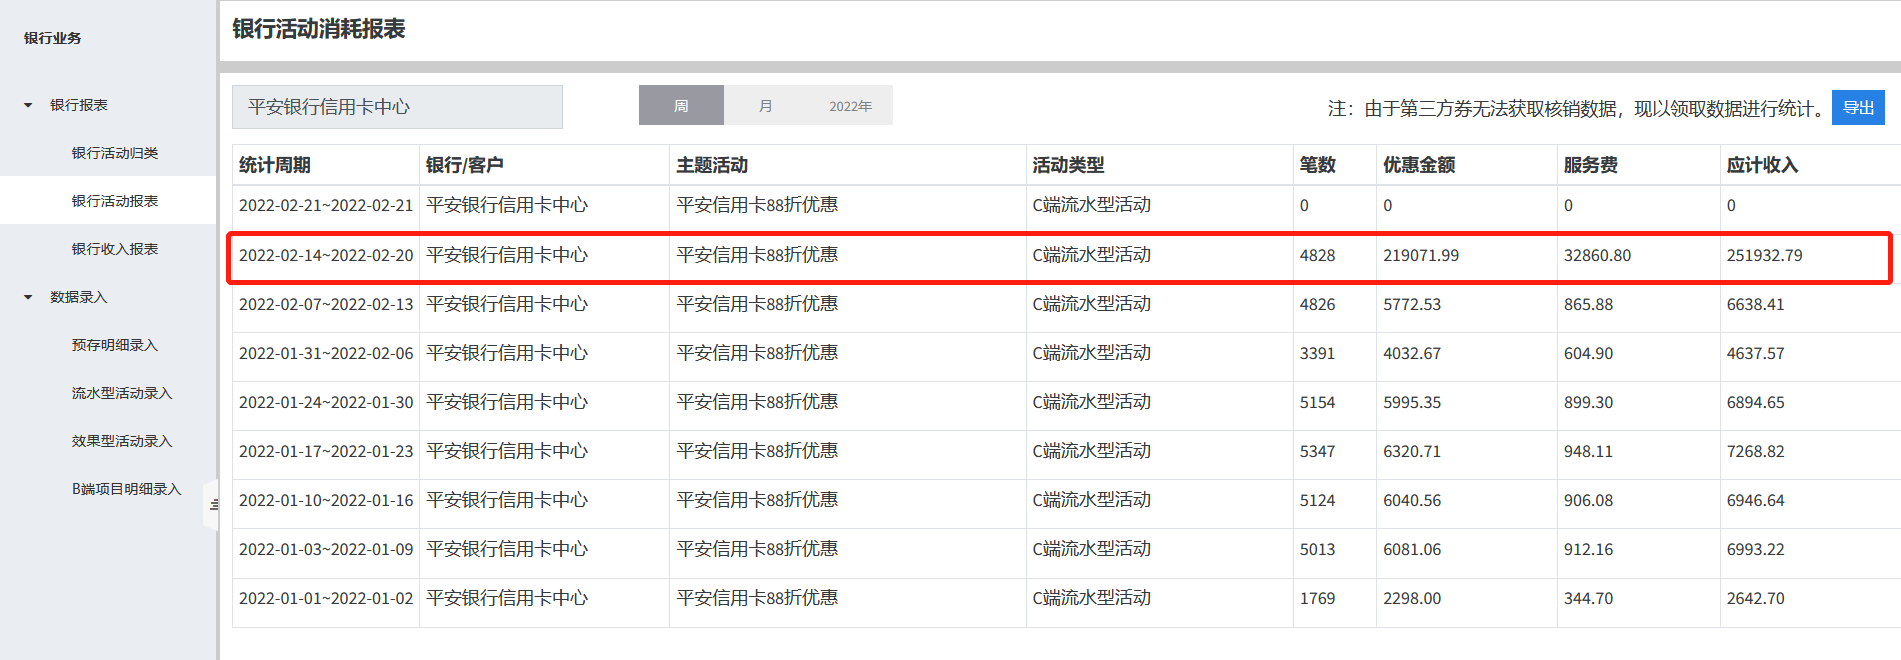 银行业务
银行报表
银行活动归类
银行活动报表
银行收入报表
数据录入
预存明细录入
流水型活动录入
效果型活动录入
B端项目明细录入
银行活动消耗报表
平安银行信用卡中心 周 月 2022年 注：由于第三方券无法获取核销数据，现以领取数据进行统计。 导出
统计周期 银行/客户 主题活动 活动类型 笔数 优惠金额 服务费 应计收入
2022-02-21~2022-02-21 平安银行信用卡中心 平安信用卡88折优惠 C端流水型活动 0 0 0 0
2022-02-14~2022-02-20 平安银行信用卡中心 平安信用卡88折优惠 C端流水型活动 4828 219071.99 32860.80 251932.79
2022-02-07~2022-02-13 平安银行信用卡中心 平安信用卡88折优惠 C端流水型活动 4826 5772.53 865.88 6638.41
2022-01-31~2022-02-06 平安银行信用卡中心 平安信用卡88折优惠 C端流水型活动 3391 4032.67 604.90 4637.57
2022-01-24~2022-01-30 平安银行信用卡中心 平安信用卡88折优惠 C端流水型活动 5154 5995.35 899.30 6894.65
2022-01-17~2022-01-23 平安银行信用卡中心 平安信用卡88折优惠 C端流水型活动 5347 6320.71 948.11 7268.82
2022-01-10~2022-01-16 平安银行信用卡中心 平安信用卡88折优惠 C端流水型活动 5124 6040.56 906.08 6946.64
2022-01-03~2022-01-09 平安银行信用卡中心 平安信用卡88折优惠 C端流水型活动 5013 6081.06 912.16 6993.22
2022-01-01~2022-01-02 平安银行信用卡中心 平安信用卡88折优惠 C端流水型活动 1769 2298.00 344.70 2642.70